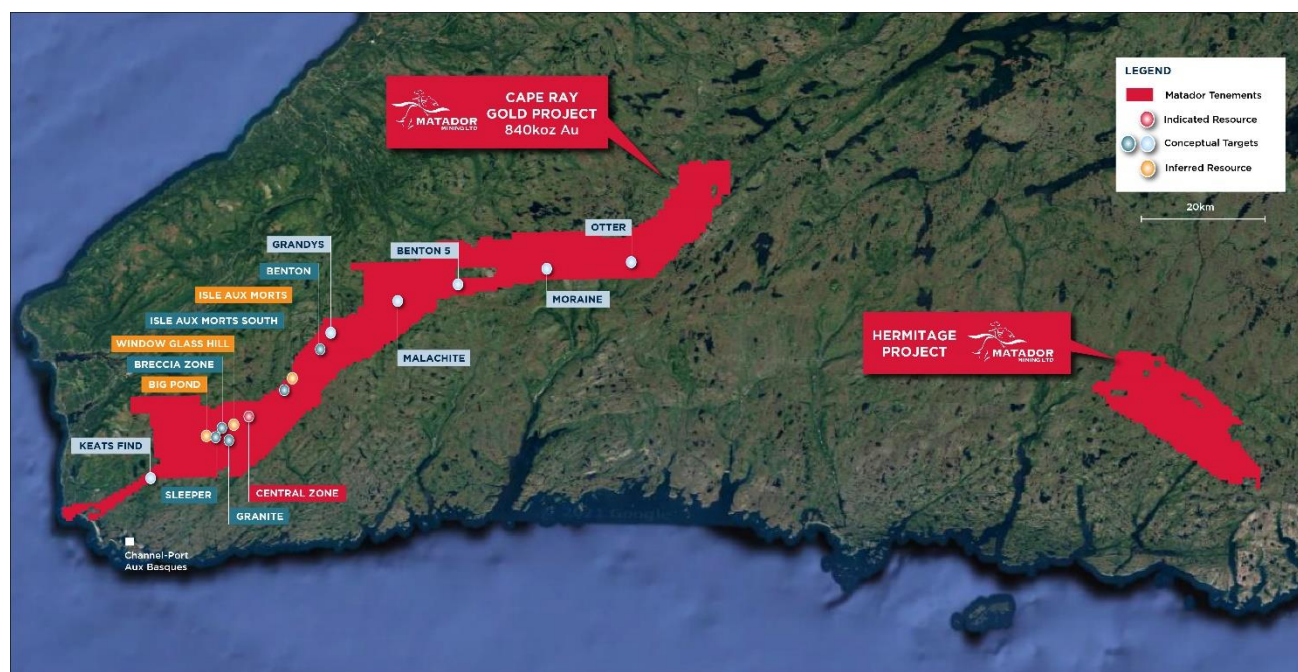 CAPE RAY
GOLD PROJECT
840koz Au
MATADOR
MINING LTD
LEGEND
Matador Tenements
Indicated Resource
Conceptual Targets
Inferred Resource
20km
OTTER
GRANDYS
BENTON 5
BENTON
ISLE AUX MORTS
MORAINE
ISLE AUX MORTS SOUTH
WINDOW GLASS HILL
MALACHITE
BRECCIA ZONE
BIG POND
HERMITAGE
PROJECT
MATADOR
MINING LTD
KEATS FIND
SLEEPER
CENTRAL ZONE
GRANITE
Channel-Port
Aux Basques